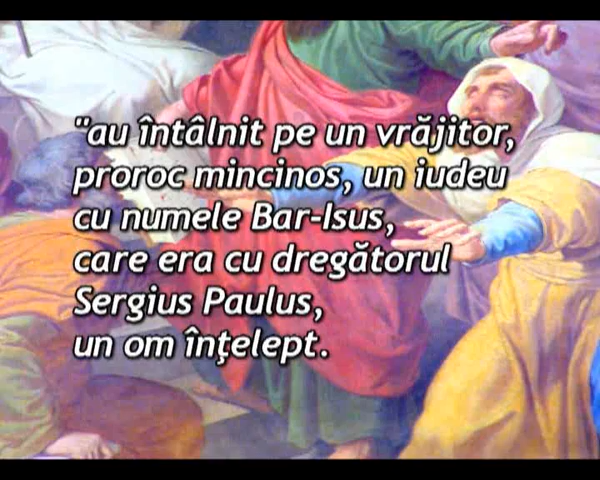 "au întâlnit pe un vrăjitor,
proroc mincinos, un iudeu
cu numele Bar-Isus,
care era cu dregătorul
Sergius Paulus,
un om înţelept.